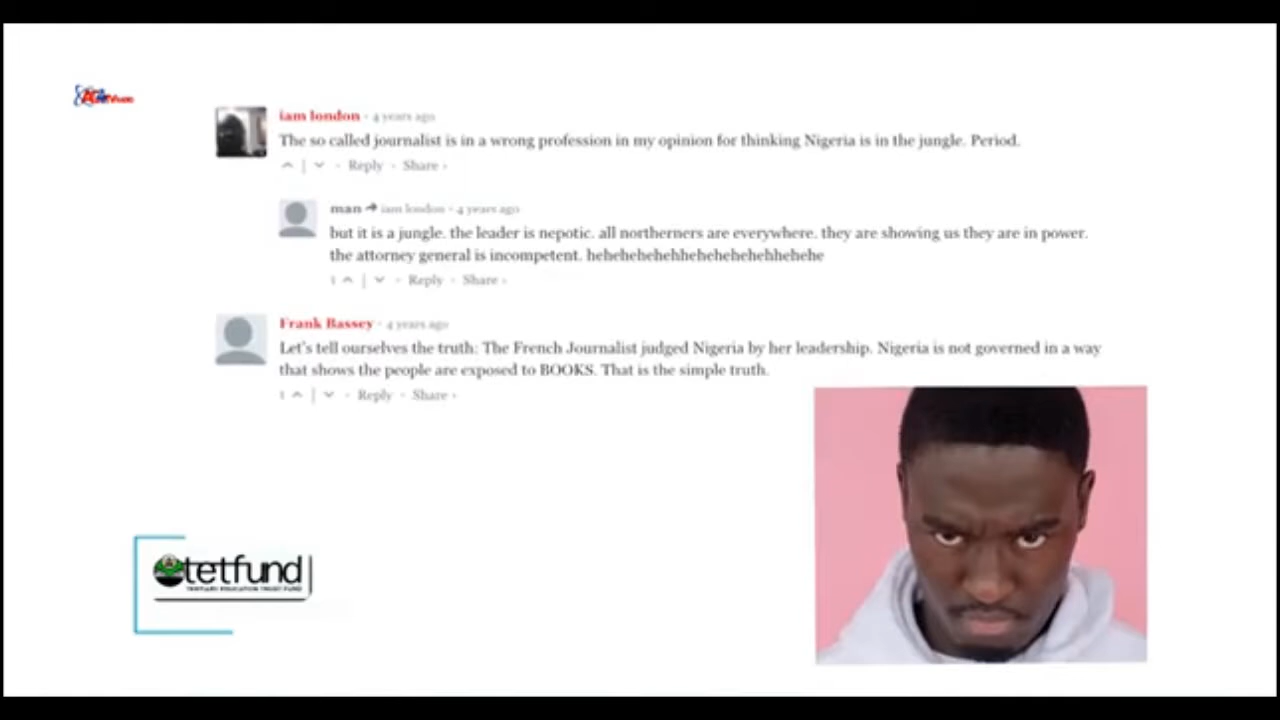 iam london · 4 years ago
The so called journalist is in a wrong profession in my opinion for thinking Nigeria is in the jungle. Period.
Reply · Share ›
man iam london · 4 years ago
but it is a jungle. the leader is nepotic. all northerners are everywhere. they are showing us they are in power.
the attorney general is incompetent. hehehehehehhehehehehehhehehe
1 Reply · Share ›
Frank Bassey · 4 years ago
Let's tell ourselves the truth: The French Journalist judged Nigeria by her leadership. Nigeria is not governed in a way
that shows the people are exposed to BOOKS. That is the simple truth.
1 Reply · Share ›
tetfund
TERTIARY EDUCATION TRUST FUND